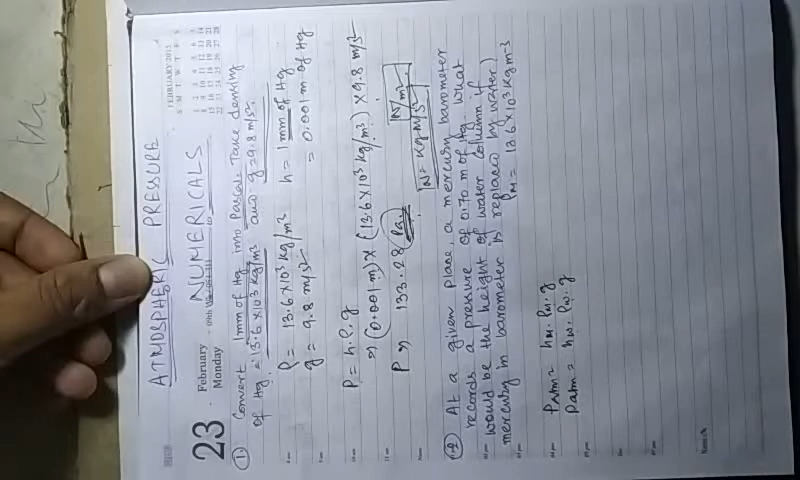 ATMOSPHERIC PRESSURE
23
February
Monday
NUMERICALS
FEBRUARY 2015
① Convert 1mm of Hg into Pascal. Take density
of Hg = 13.6×10³ kg/m³ and g=9.8 m/s².
ρ = 13.6×10³ kg/m³ h = 1 mm of Hg
g = 9.8 m/s² = 0.001 m of Hg
P = h.ρ.g
⇒ (0.001 m) × (13.6×10³ kg/m³) × 9.8 m/s²
P ⇒ 133.28 Pa. N/m²
N = kg m/s²
② At a given place, a mercury barometer
records a pressure of 0.70 m of Hg. What
would be the height of water column if
mercury in barometer is replaced by water?
ρM = 13.6×10³ kg m-3
Patm = hM. ρM. g
Patm = hw. ρw. g